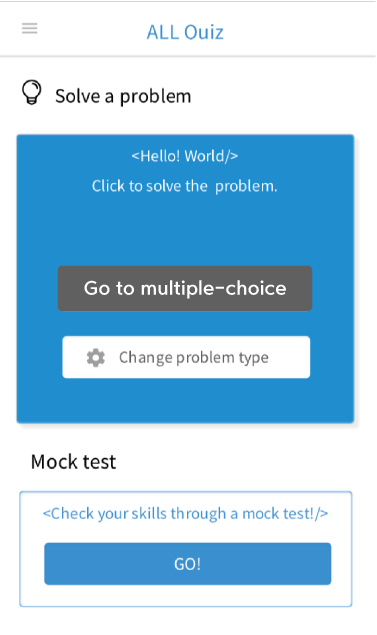 ALL Ouiz
Solve a problem
<Hello! World/>
Click to solve the problem.
Go to multiple-choice
Change problem type
Mock test
<Check your skills through a mock test!/>
GO!